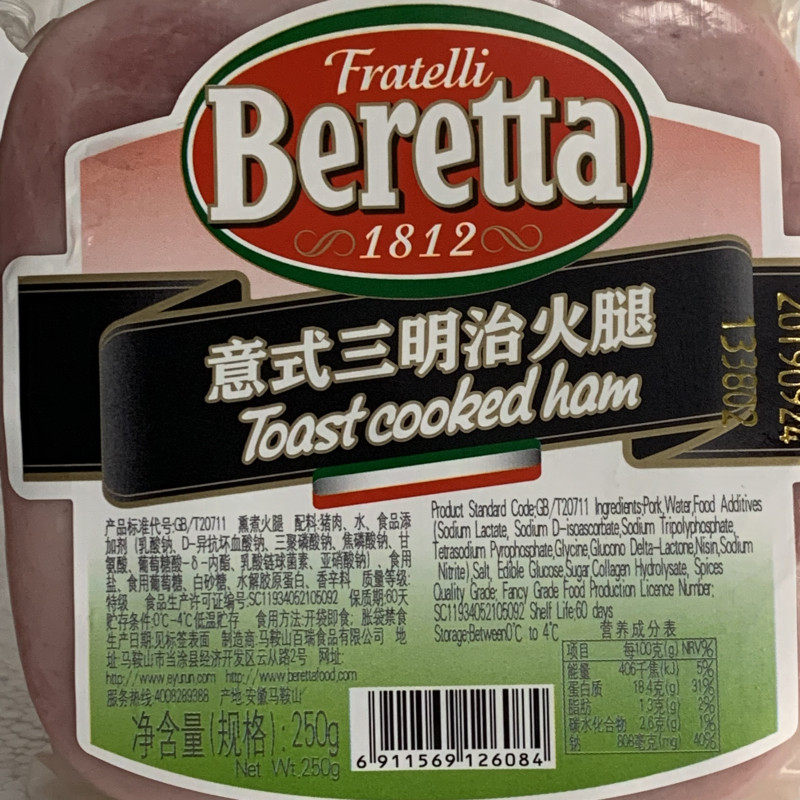 Fratelli
Beretta
1812
意式三明治火腿
Toast cooked ham
20190924
133802
产品标准代号:GB/T20711 熏煮火腿 配料:猪肉、水、食品添
加剂(乳酸钠、D-异抗坏血酸钠、三聚磷酸钠、焦磷酸钠、甘
氨酸、葡萄糖酸-δ-内酯、乳酸链球菌素、亚硝酸钠)、食用
盐、食用葡萄糖、白砂糖、水解胶原蛋白、香辛料 质量等级:
特级 食品生产许可证编号:SC11934052105092 保质期:60天
贮存条件:0℃-4℃低温贮存 食用方法:开袋即食,胀袋禁食
生产日期:见标签表面 制造商:马鞍山百瑞食品有限公司 地
址:马鞍山市当涂县经济开发区云从路2号 网址:
http://www.eyurun.com http://www.berettafood.com
服务热线:4008289388 产地:安徽马鞍山
净含量(规格):250g
Net Wt.250g
Product Standard Code:GB/T20711 Ingredients:Pork,Water,Food Additives
(Sodium Lactate, Sodium D-isoascorbate,Sodium Tripolyphosphate,
Tetrasodium Pyrophosphate,Glycine,Glucono Delta-Lactone,Nisin,Sodium
Nitrite),Salt, Edible Glucose,Sugar,Collagen Hydrolysate, Spices
Quality Grade: Fancy Grade Food Production Licence Number:
SC11934052105092 Shelf Life:60 days
Storage:Between0℃ to 4℃
营养成分表
项目 每100克(g) NRV%
能量 406千焦(kJ) 5%
蛋白质 18.4克(g) 31%
脂肪 1.3克(g) 2%
碳水化合物 2.6克(g) 1%
钠 808毫克(mg) 40%
6 911569 126084